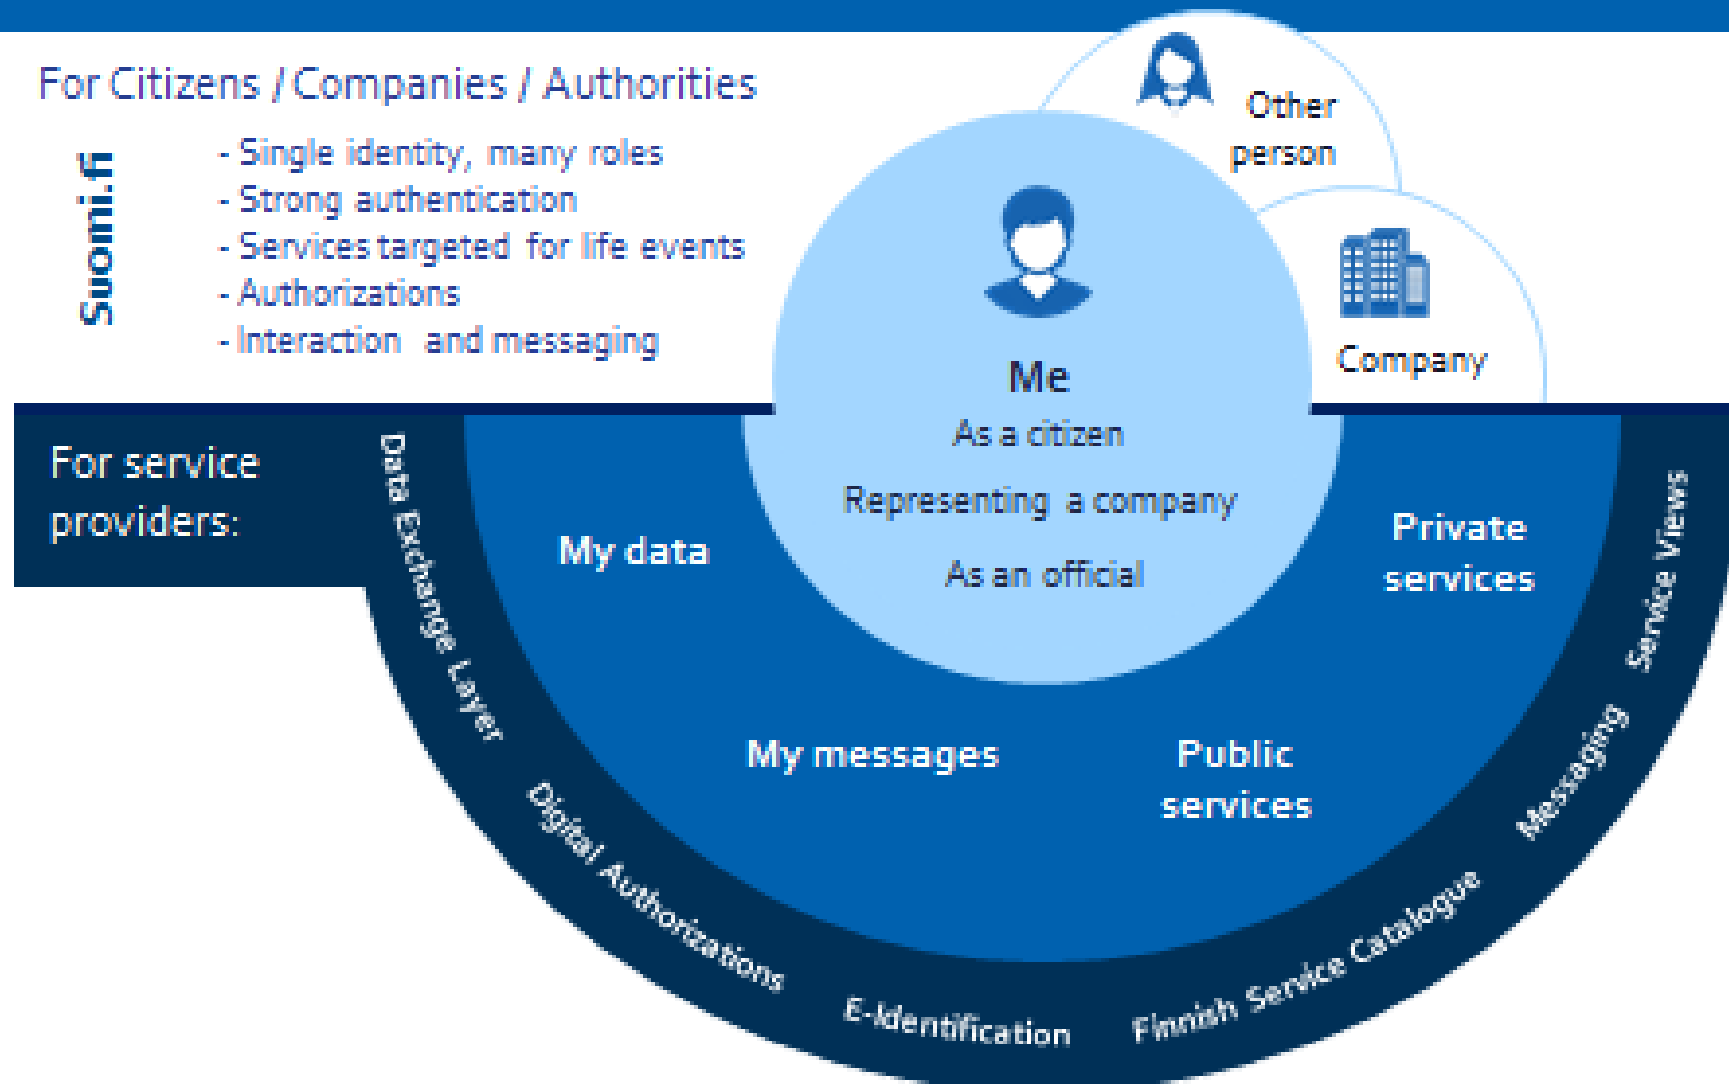 For Citizens / Companies / Authorities
Suomi.fi
- Single identity, many roles
- Strong authentication
- Services targeted for life events
- Authorizations
- Interaction and messaging
Other
person
Company
Me
As a citizen
Representing a company
As an official
For service
providers:
My data
My messages
Public
services
Private
services
Data Exchange Layer
Digital Authorizations
E-Identification
Finnish Service Catalogue
Messaging
Service Views